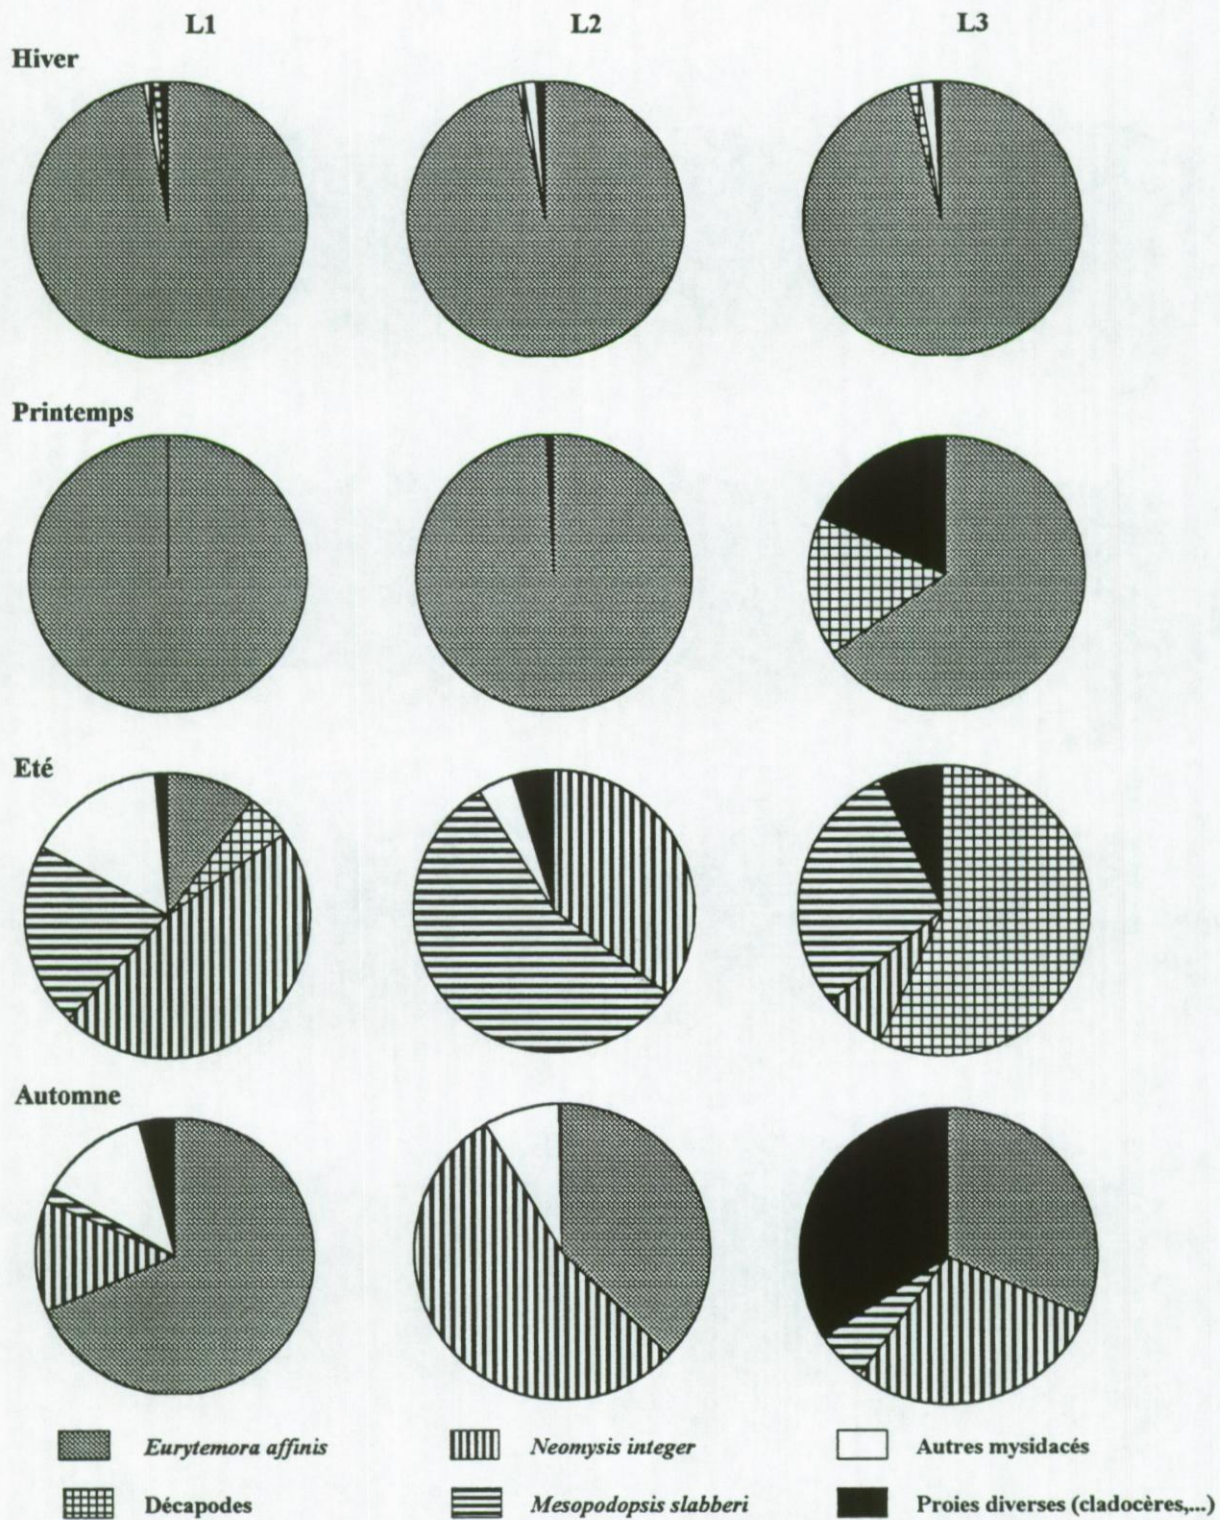 L1 L2 L3
Hiver
Printemps
Eté
Automne
Eurytemora affinis Neomysis integer Autres mysidacés
Décapodes Mesopodopsis slabberi Proies diverses (cladocères,...)